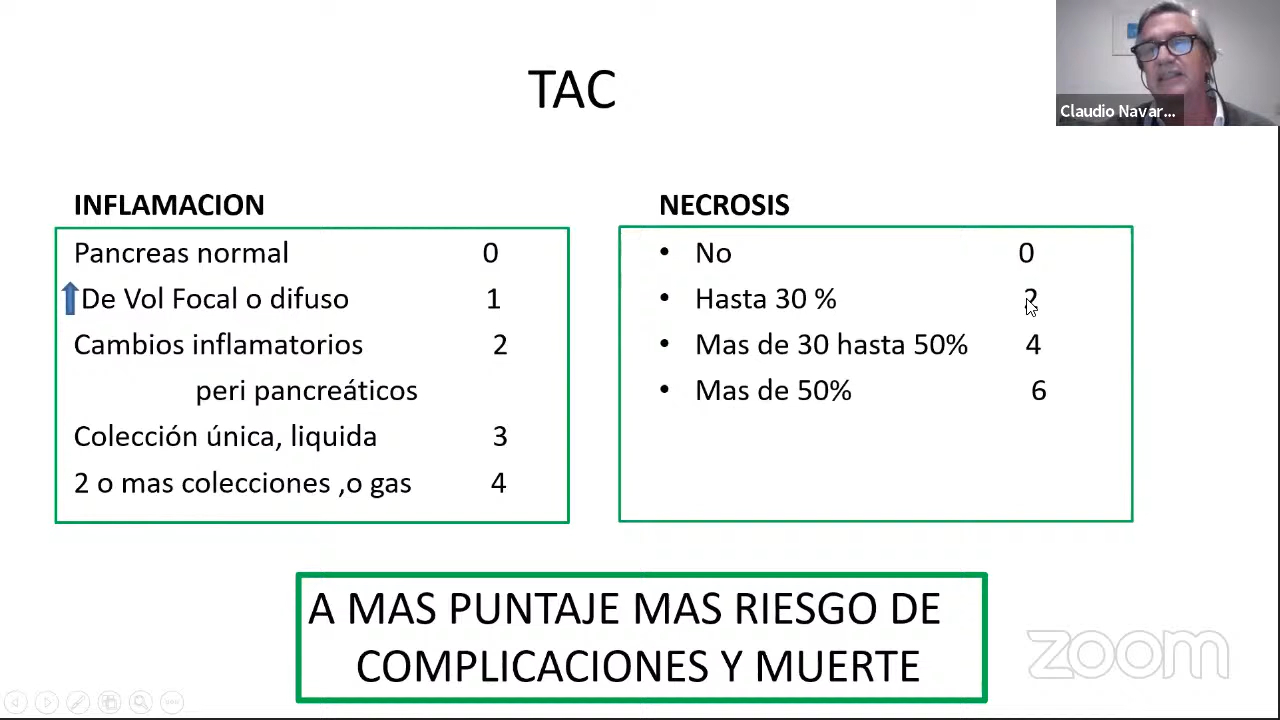 TAC
Claudio Navar...
INFLAMACION
Pancreas normal 0
De Vol Focal o difuso 1
Cambios inflamatorios 2
peri pancreáticos
Colección única, liquida 3
2 o mas colecciones ,o gas 4
NECROSIS
• No 0
• Hasta 30 % 2
• Mas de 30 hasta 50% 4
• Mas de 50% 6
A MAS PUNTAJE MAS RIESGO DE
COMPLICACIONES Y MUERTE
zoom